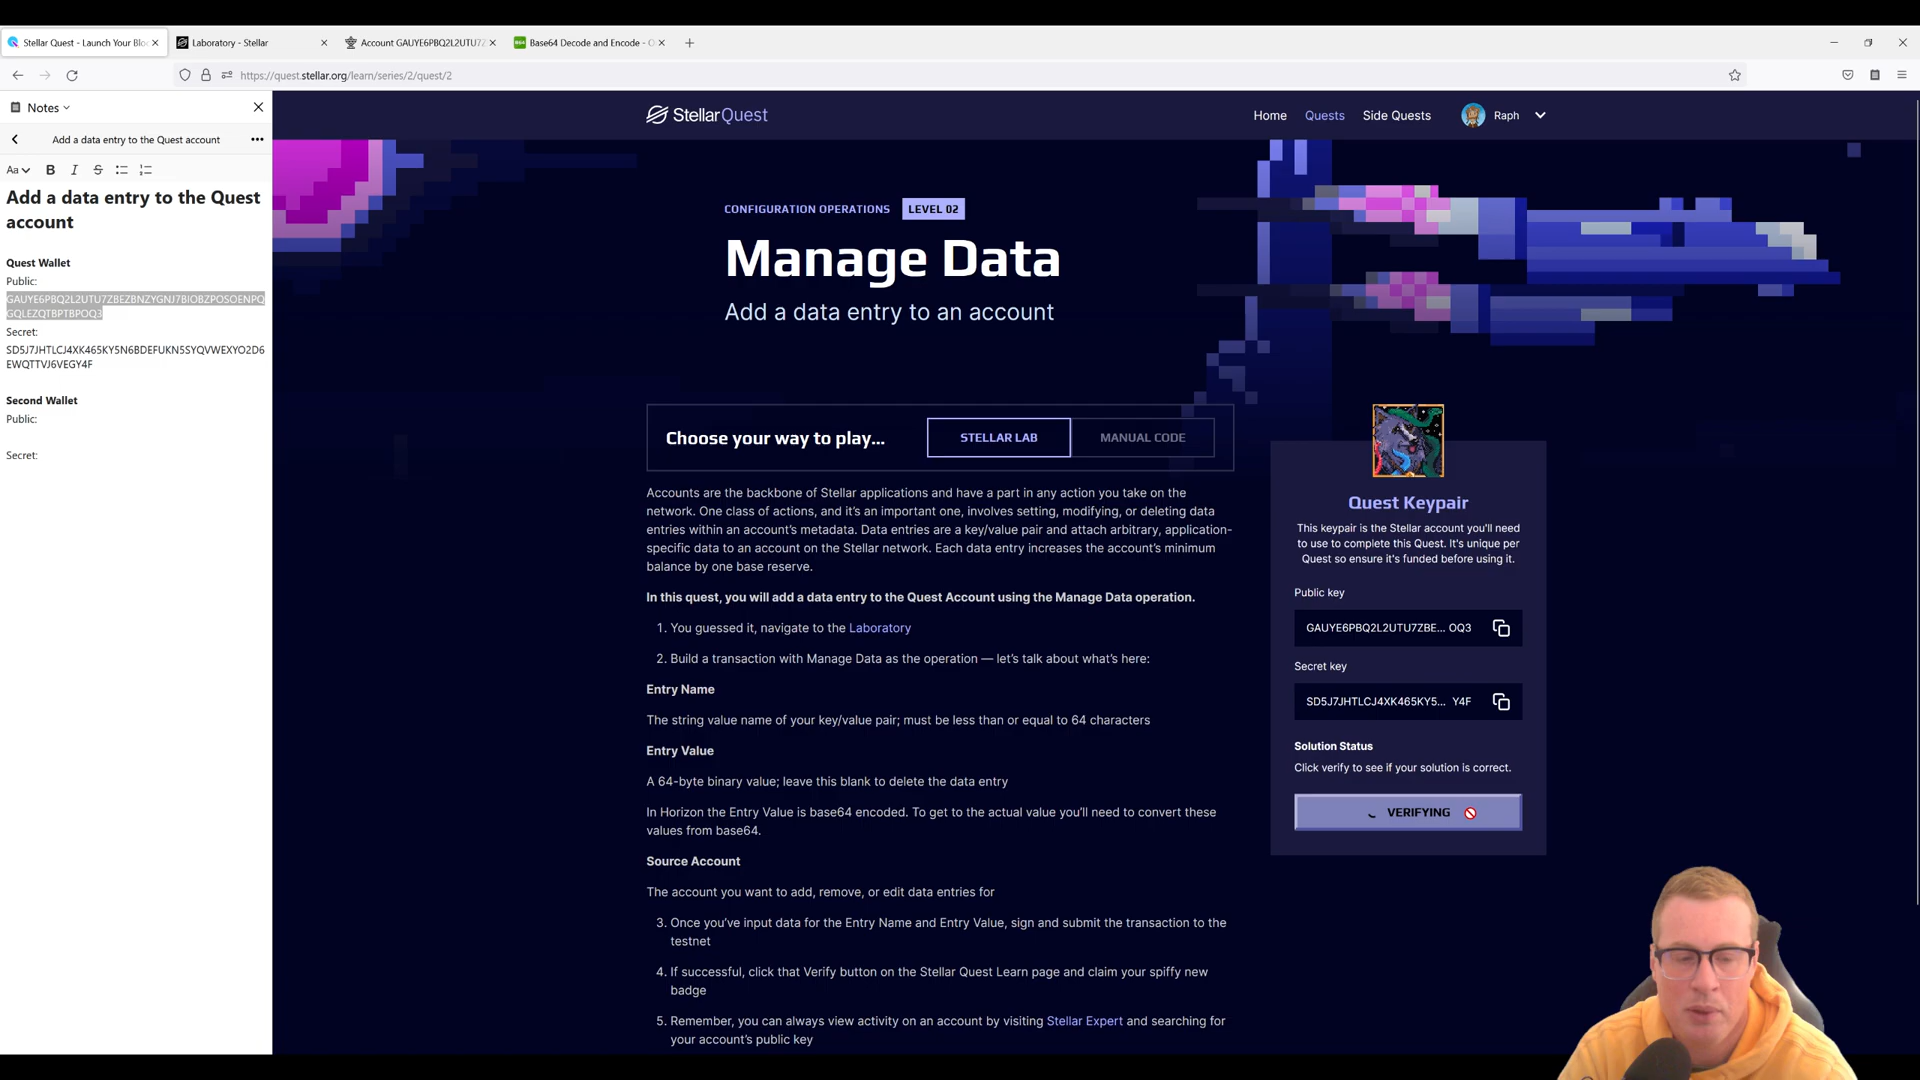 Stellar Quest - Launch Your Bloc
Laboratory - Stellar
Account GAUYE6PBQ2L2UTU7Z
Base64 Decode and Encode - O
https://quest.stellar.org/learn/series/2/quest/2
Notes
Add a data entry to the Quest account
Aa
B
I
S
Add a data entry to the Quest
account
Quest Wallet
Public:
GAUYE6PBQ2L2UTU7ZBEZBNZYGNJ7BIOBZPOSOENPQ
GQLEZQTBPTBPOQ3
Secret:
SD5J7JHTLCJ4XK465KY5N6BDEFUKN5SYQVWEXYO2D6
EWQTTVJ6VEGY4F
Second Wallet
Public:
Secret:
StellarQuest
Home
Quests
Side Quests
Raph
CONFIGURATION OPERATIONS
LEVEL 02
Manage Data
Add a data entry to an account
Choose your way to play...
STELLAR LAB
MANUAL CODE
Accounts are the backbone of Stellar applications and have a part in any action you take on the
network. One class of actions, and it's an important one, involves setting, modifying, or deleting data
entries within an account's metadata. Data entries are a key/value pair and attach arbitrary, application-
specific data to an account on the Stellar network. Each data entry increases the account's minimum
balance by one base reserve.
In this quest, you will add a data entry to the Quest Account using the Manage Data operation.
1. You guessed it, navigate to the Laboratory
2. Build a transaction with Manage Data as the operation — let's talk about what's here:
Entry Name
The string value name of your key/value pair; must be less than or equal to 64 characters
Entry Value
A 64-byte binary value; leave this blank to delete the data entry
In Horizon the Entry Value is base64 encoded. To get to the actual value you'll need to convert these
values from base64.
Source Account
The account you want to add, remove, or edit data entries for
3. Once you've input data for the Entry Name and Entry Value, sign and submit the transaction to the
testnet
4. If successful, click that Verify button on the Stellar Quest Learn page and claim your spiffy new
badge
5. Remember, you can always view activity on an account by visiting Stellar Expert and searching for
your account's public key
Quest Keypair
This keypair is the Stellar account you'll need
to use to complete this Quest. It's unique per
Quest so ensure it's funded before using it.
Public key
GAUYE6PBQ2L2UTU7ZBE... OQ3
Secret key
SD5J7JHTLCJ4XK465KY5... Y4F
Solution Status
Click verify to see if your solution is correct.
VERIFYING